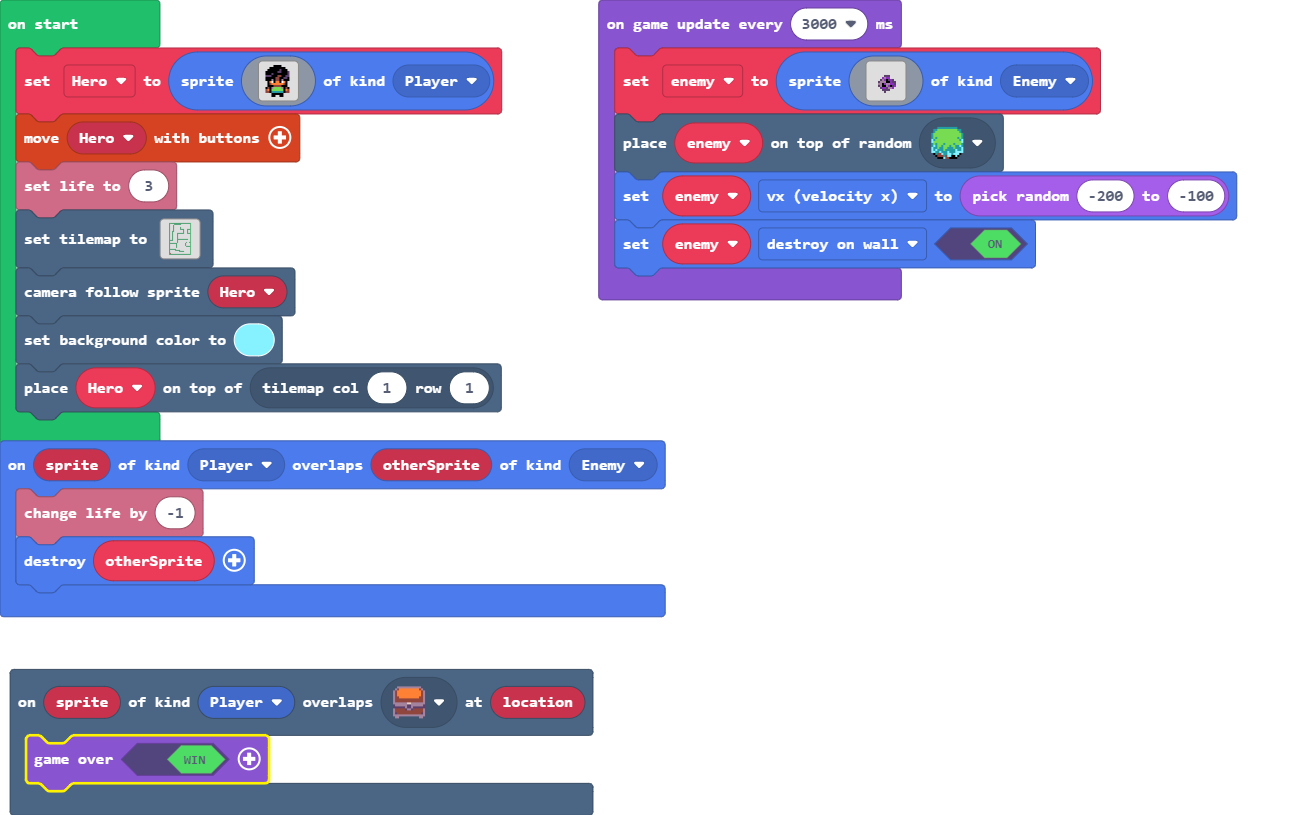 on start
set Hero to sprite of kind Player
move Hero with buttons
set life to 3
set tilemap to
camera follow sprite Hero
set background color to
place Hero on top of tilemap col 1 row 1
on sprite of kind Player overlaps otherSprite of kind Enemy
change life by -1
destroy otherSprite
on sprite of kind Player overlaps at location
game over WIN
on game update every 3000 ms
set enemy to sprite of kind Enemy
place enemy on top of random
set enemy vx (velocity x) to pick random -200 to -100
set enemy destroy on wall ON